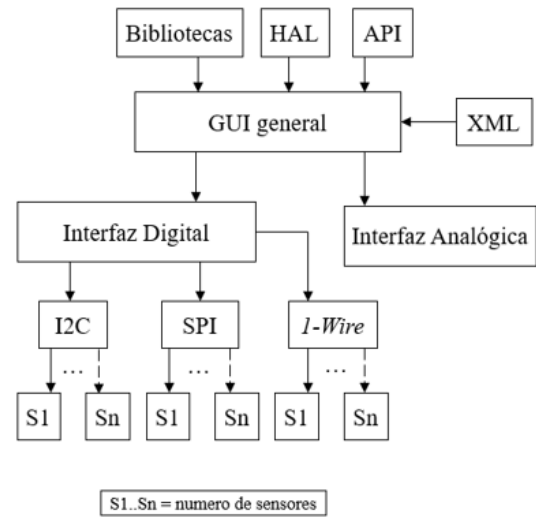 Bibliotecas HAL API
GUI general XML
Interfaz Digital Interfaz Analógica
I2C SPI 1-Wire
... ... ...
S1 Sn S1 Sn S1 Sn
S1..Sn = numero de sensores